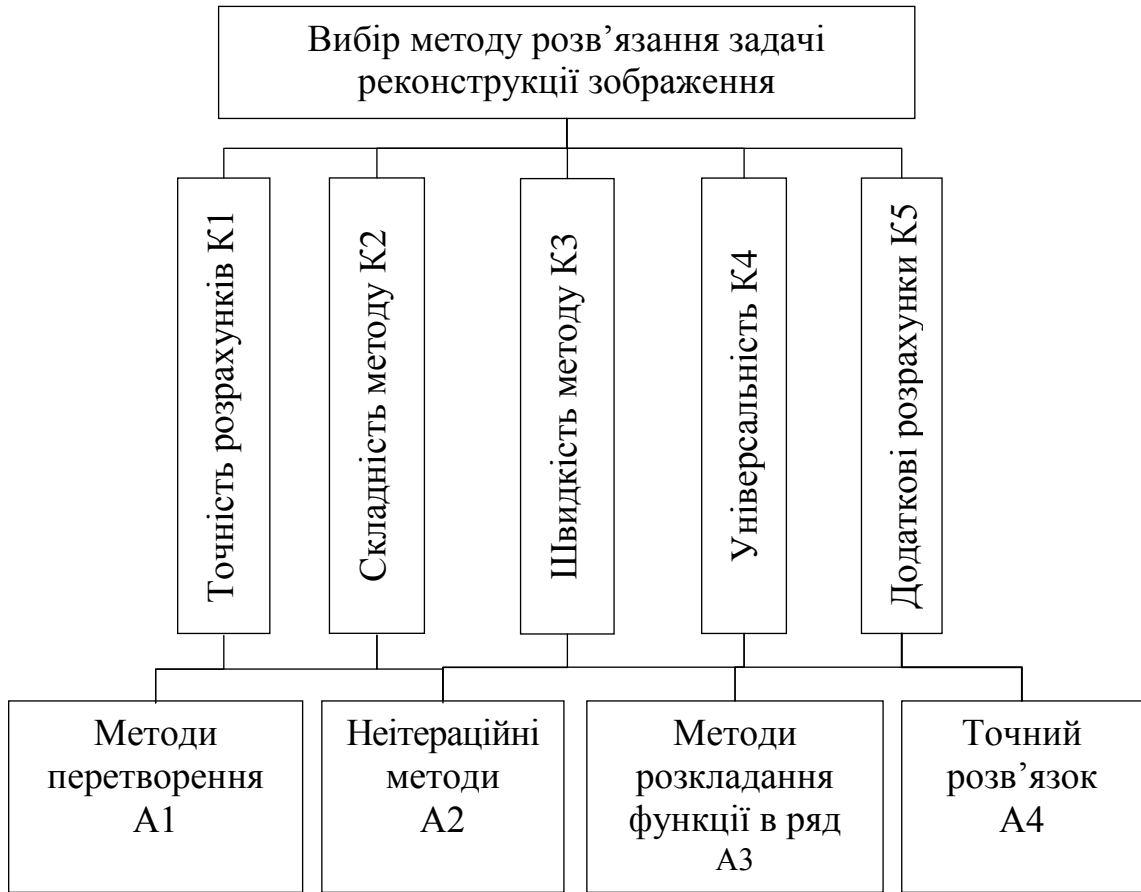 Вибір методу розв’язання задачі
реконструкції зображення
Точність розрахунків К1
Складність методу К2
Швидкість методу К3
Універсальність К4
Додаткові розрахунки К5
Методи
перетворення
А1
Неітераційні
методи
А2
Методи
розкладання
функції в ряд
А3
Точний
розв’язок
А4